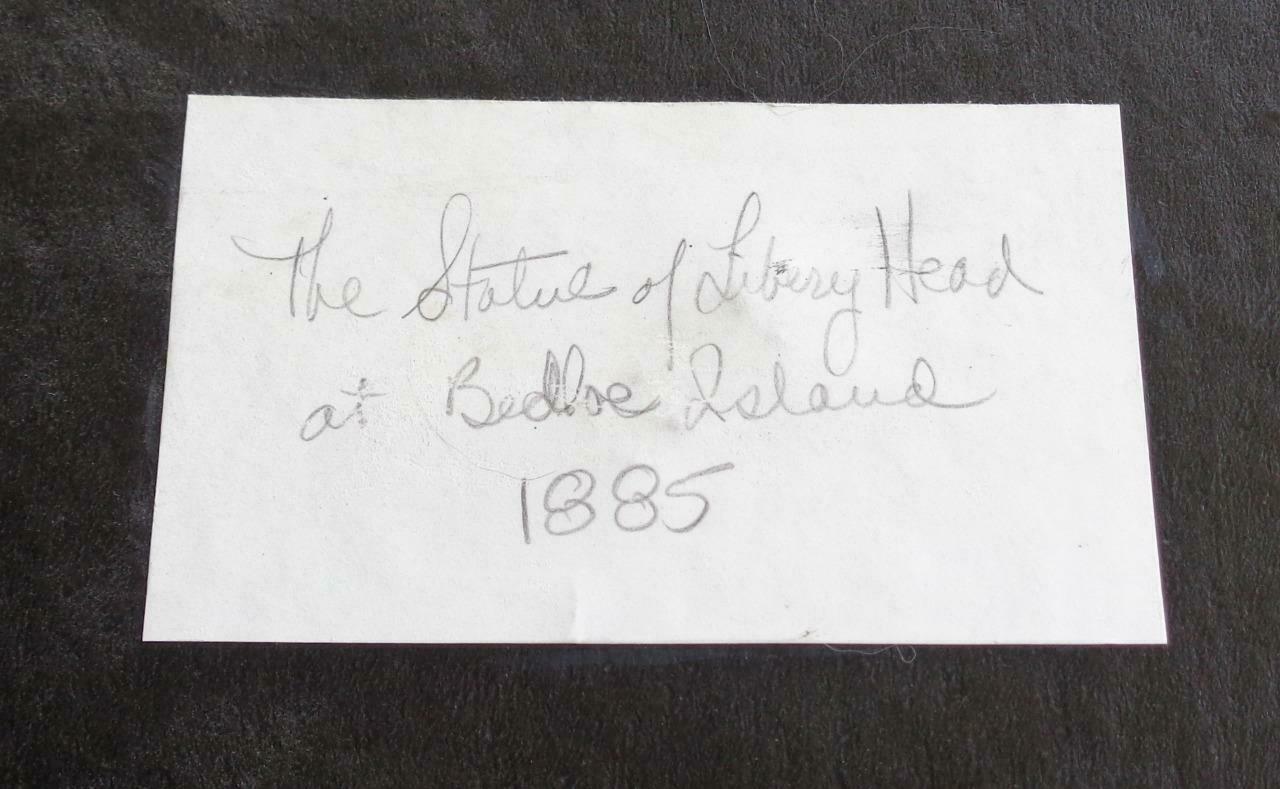 The Statue of Libery Head
at Bedloe Island
1885